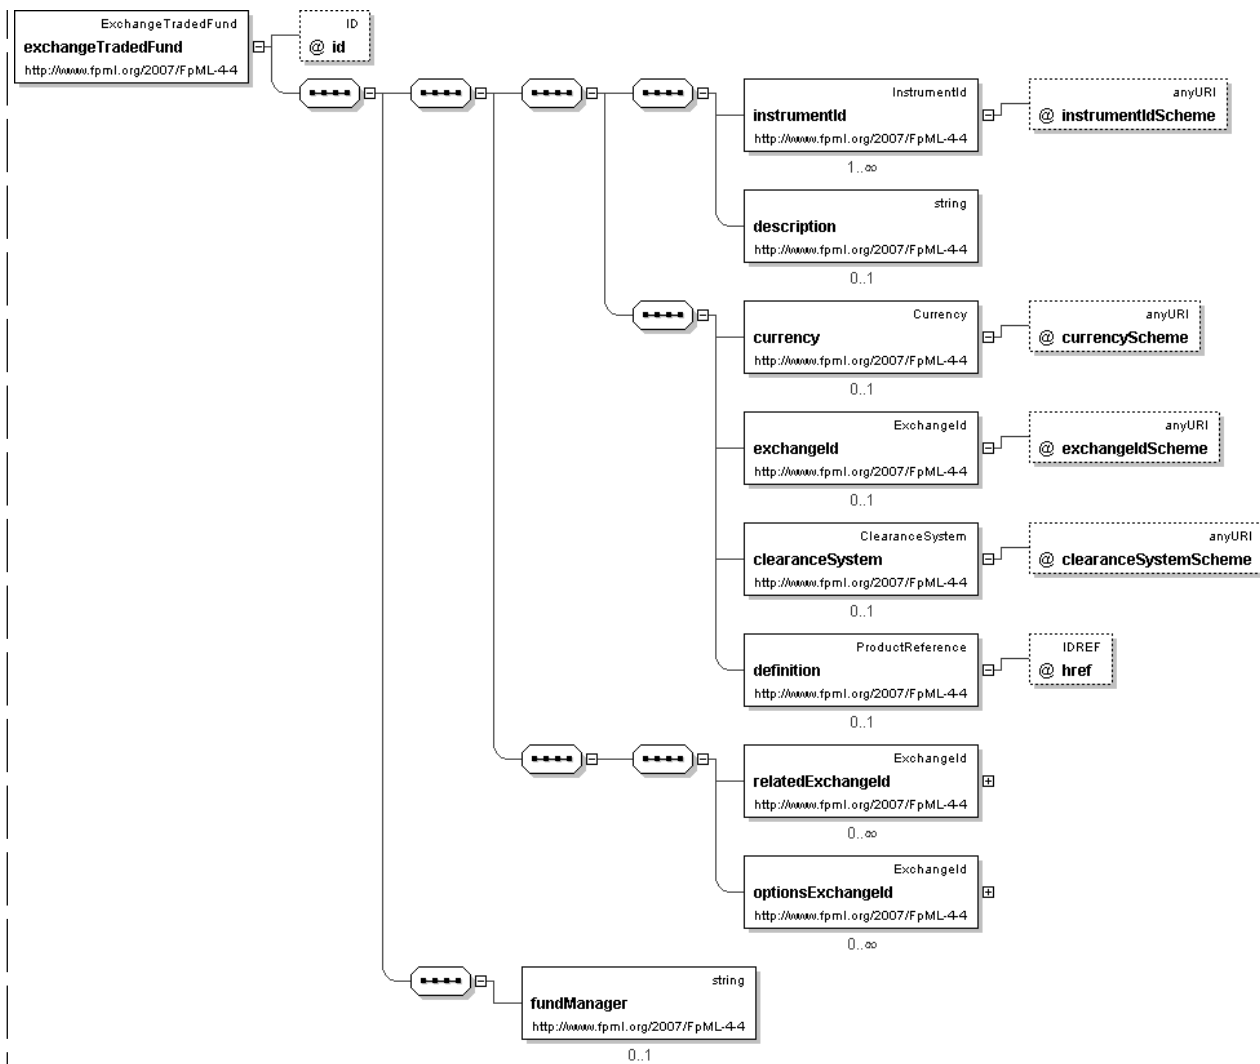 ExchangeTradedFund
exchangeTradedFund
http://www.fpml.org/2007/FpML-4-4
ID
@ id
InstrumentId
instrumentId
http://www.fpml.org/2007/FpML-4-4
1..∞
anyURI
@ instrumentIdScheme
string
description
http://www.fpml.org/2007/FpML-4-4
0..1
Currency
currency
http://www.fpml.org/2007/FpML-4-4
0..1
anyURI
@ currencyScheme
ExchangeId
exchangeId
http://www.fpml.org/2007/FpML-4-4
0..1
anyURI
@ exchangeIdScheme
ClearanceSystem
clearanceSystem
http://www.fpml.org/2007/FpML-4-4
0..1
anyURI
@ clearanceSystemScheme
ProductReference
definition
http://www.fpml.org/2007/FpML-4-4
0..1
IDREF
@ href
ExchangeId
relatedExchangeId
http://www.fpml.org/2007/FpML-4-4
0..∞
ExchangeId
optionsExchangeId
http://www.fpml.org/2007/FpML-4-4
0..∞
string
fundManager
http://www.fpml.org/2007/FpML-4-4
0..1